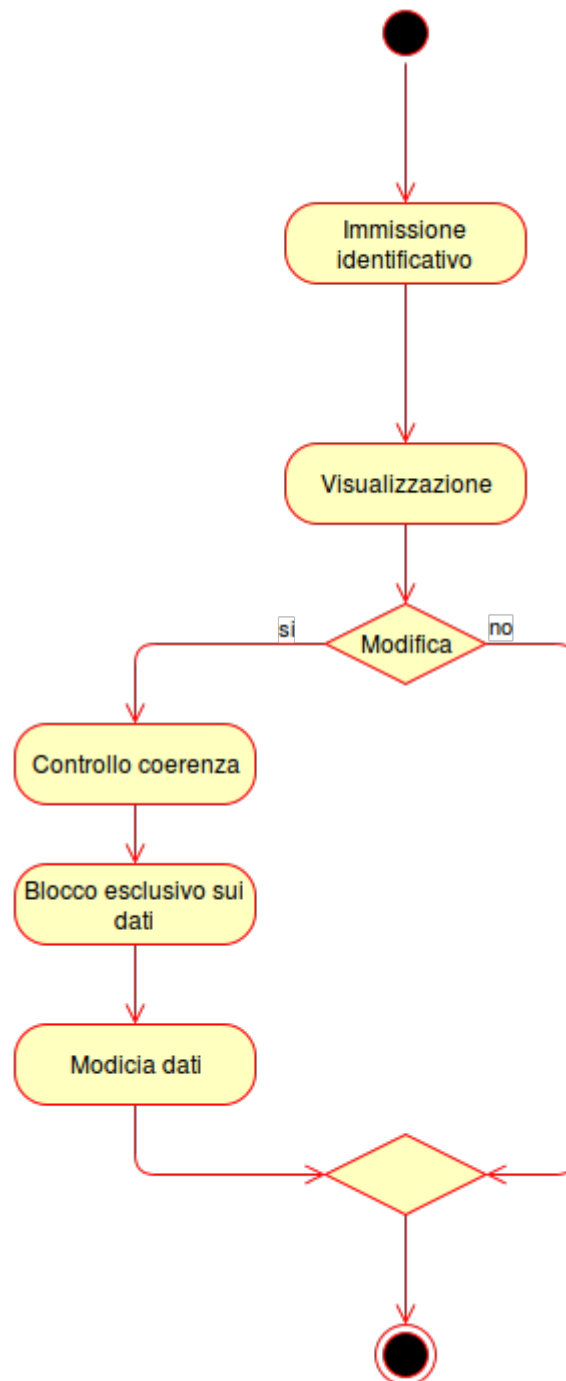 Immissione
identificativo
Visualizzazione
si
Modifica
no
Controllo coerenza
Blocco esclusivo sui
dati
Modicia dati